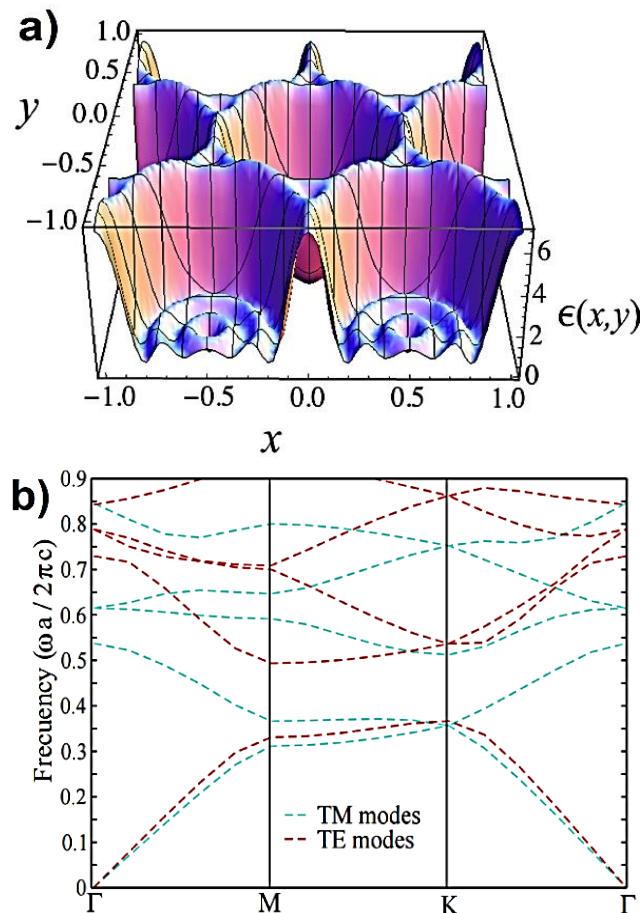 a)
1.0
0.5
y
0.0
-0.5
-1.0
6
4
ϵ(x,y)
2
0
-1.0 -0.5 0.0 0.5 1.0
x
b)
Frecuency (ωa / 2πc)
0.9
0.8
0.7
0.6
0.5
0.4
0.3
0.2
0.1
0
TM modes
TE modes
Γ M K Γ